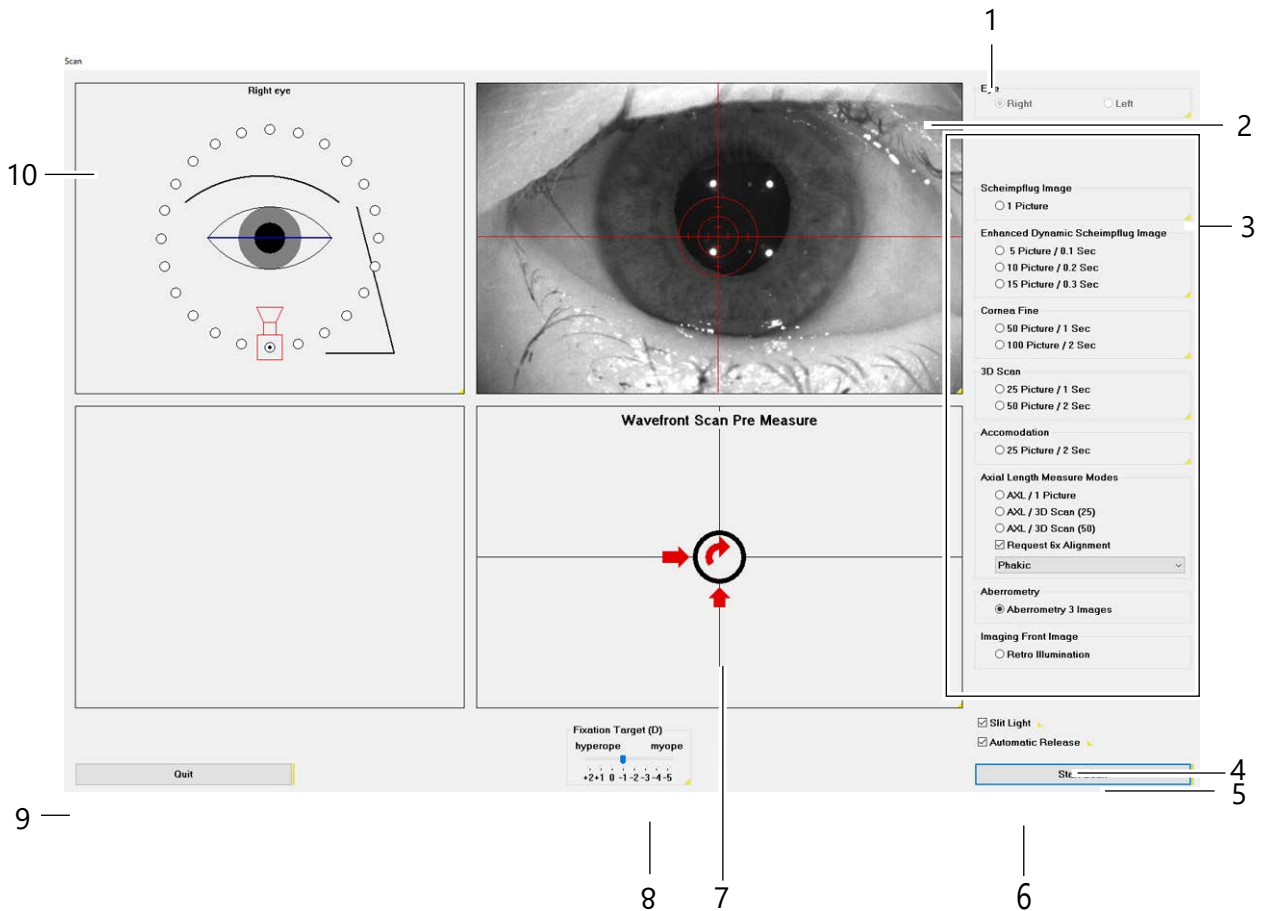 1
Scan
Right eye
Right Left
2
10
3
Scheimpflug Image
1 Picture
Enhanced Dynamic Scheimpflug Image
5 Picture / 0.1 Sec
10 Picture / 0.2 Sec
15 Picture / 0.3 Sec
Cornea Fine
50 Picture / 1 Sec
100 Picture / 2 Sec
3D Scan
25 Picture / 1 Sec
50 Picture / 2 Sec
Accomodation
25 Picture / 2 Sec
Wavefront Scan Pre Measure
Axial Length Measure Modes
AXL / 1 Picture
AXL / 3D Scan (25)
AXL / 3D Scan (50)
Request 6x Alignment
Phakic
Aberrometry
Aberrometry 3 Images
Imaging Front Image
Retro Illumination
Slit Light
Automatic Release
Fixation Target (D)
hyperope myope
+2 +1 0 -1 -2 -3 -4 -5
Quit
4
5
9
8
7
6